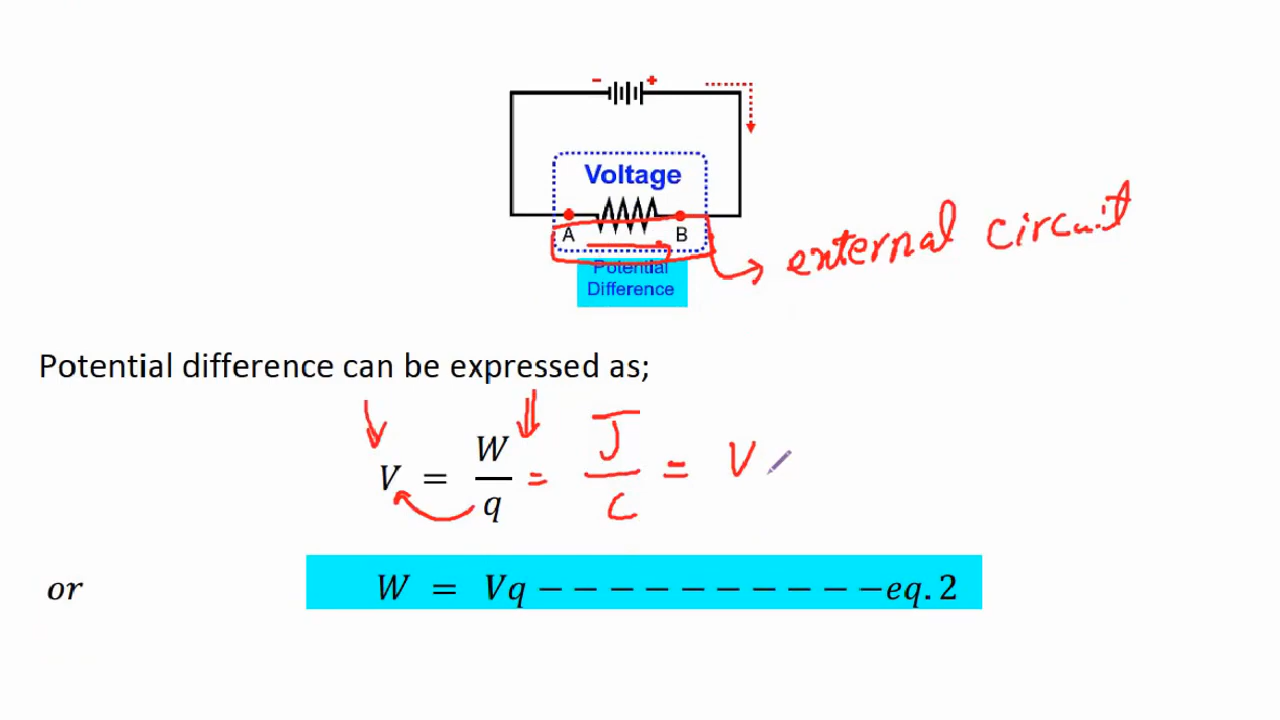 - +
Voltage
A B
Potential
Difference
external circuit
Potential difference can be expressed as;
V = W/q = J/C = V
or W = Vq − − − − − − − − − − eq. 2